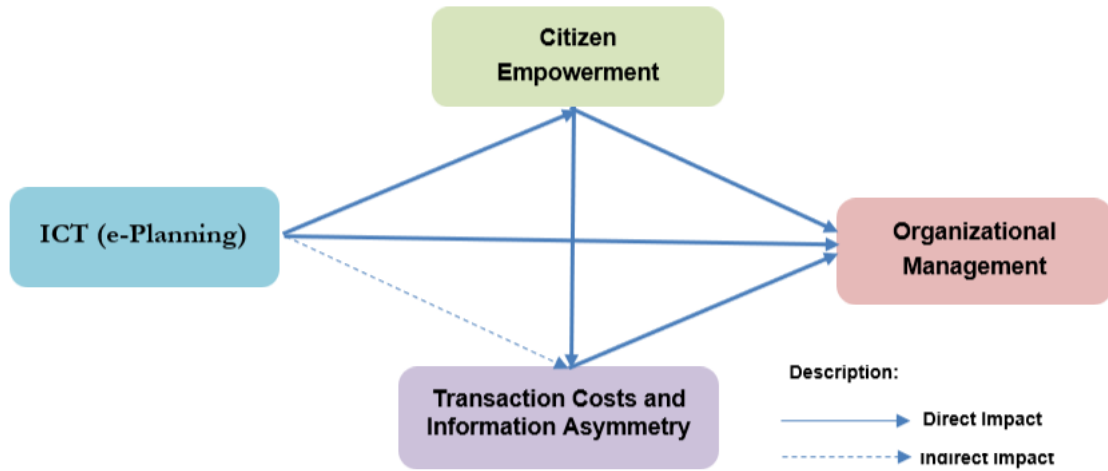 Citizen
Empowerment
ICT (e-Planning)
Organizational
Management
Transaction Costs and
Information Asymmetry
Description:
Direct Impact
Indirect Impact